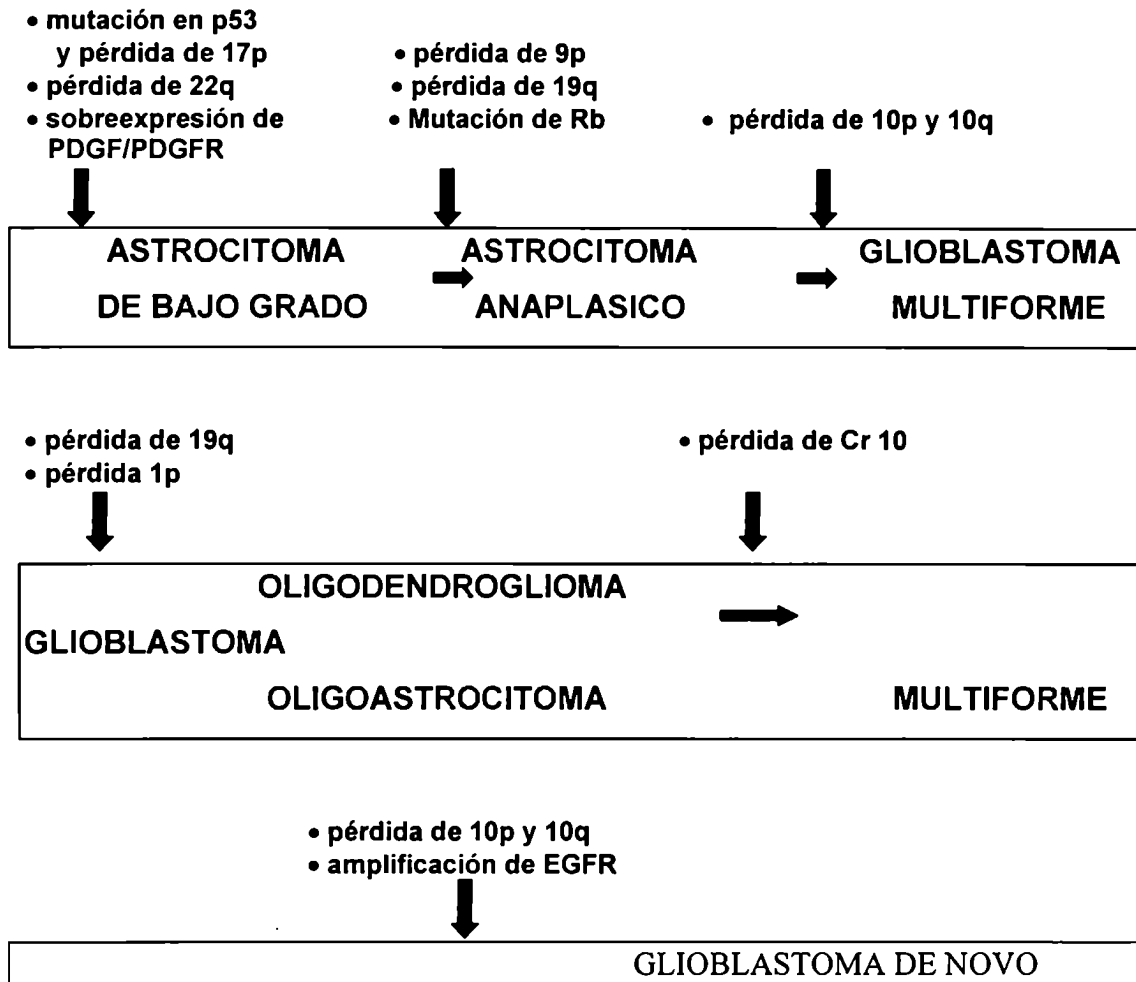 • mutación en p53
y pérdida de 17p
• pérdida de 22q
• sobreexpresión de
PDGF/PDGFR
• pérdida de 9p
• pérdida de 19q
• Mutación de Rb
• pérdida de 10p y 10q
ASTROCITOMA
DE BAJO GRADO
ASTROCITOMA
ANAPLASICO
GLIOBLASTOMA
MULTIFORME
• pérdida de 19q
• pérdida 1p
• pérdida de Cr 10
OLIGODENDROGLIOMA
GLIOBLASTOMA
OLIGOASTROCITOMA
MULTIFORME
• pérdida de 10p y 10q
• amplificación de EGFR
GLIOBLASTOMA DE NOVO